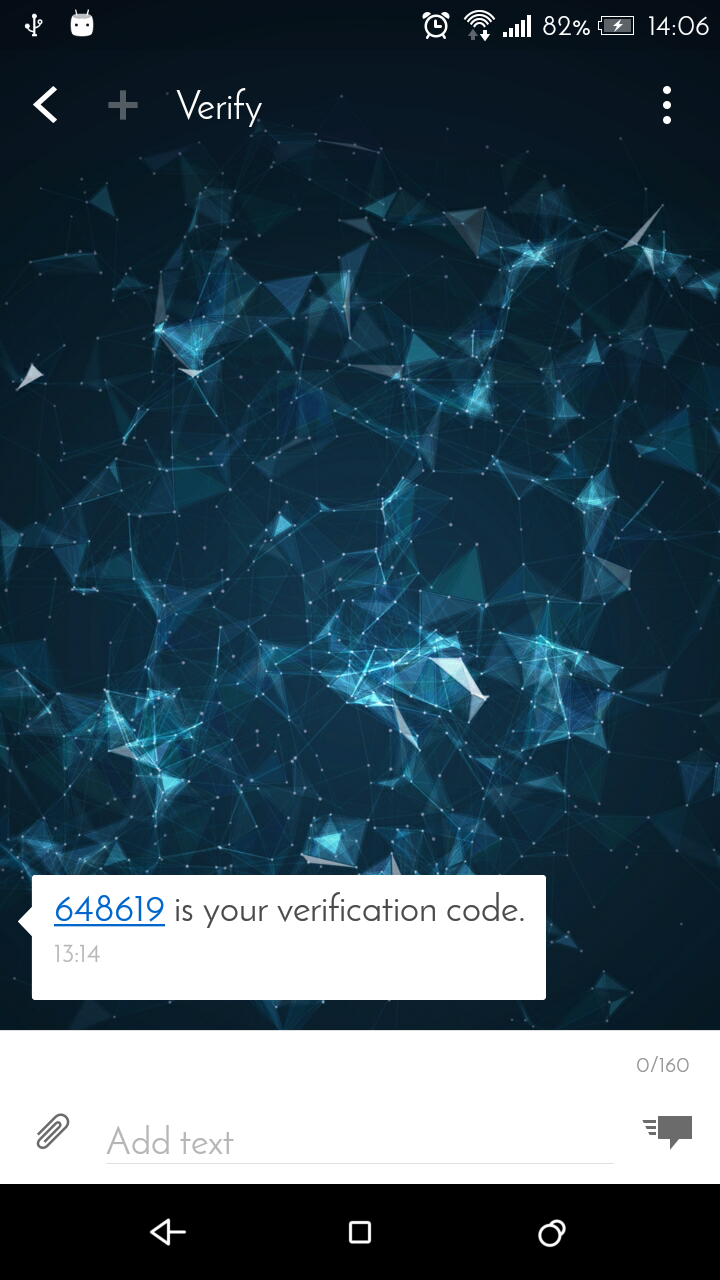 82% 14:06
Verify
648619 is your verification code.
13:14
0/160
Add text